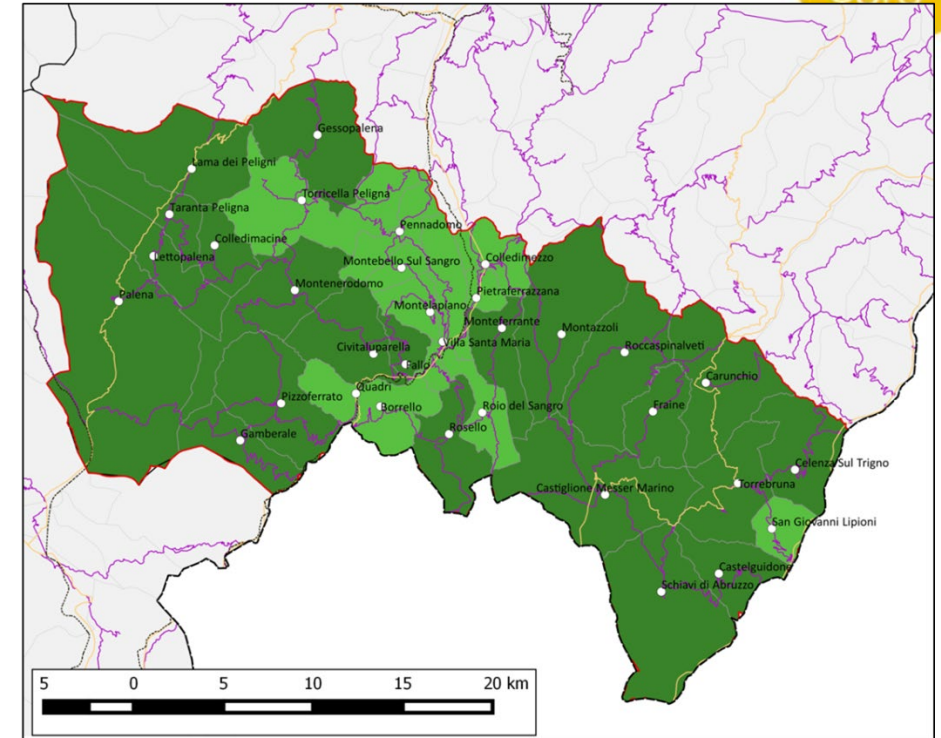 Gessopalena
Lama dei Peligni
Torricella Peligna
Taranta Peligna
Pennadomo
Colledimacine
Lettopalena
Montebello Sul Sangro
Colledimezzo
Montenerodomo
Palena
Pietraferrazzana
Montelapiano
Monteferrante
Montazzoli
Villa Santa Maria
Civitaluparella
Roccaspinalveti
Fallo
Carunchio
Quadri
Pizzoferrato
Borrello
Roio del Sangro
Fraine
Rosello
Gamberale
Celenza Sul Trigno
Torrebruna
Castiglione Messer Marino
San Giovanni Lipioni
Castelguidone
Schiavi di Abruzzo
5 0 5 10 15 20 km